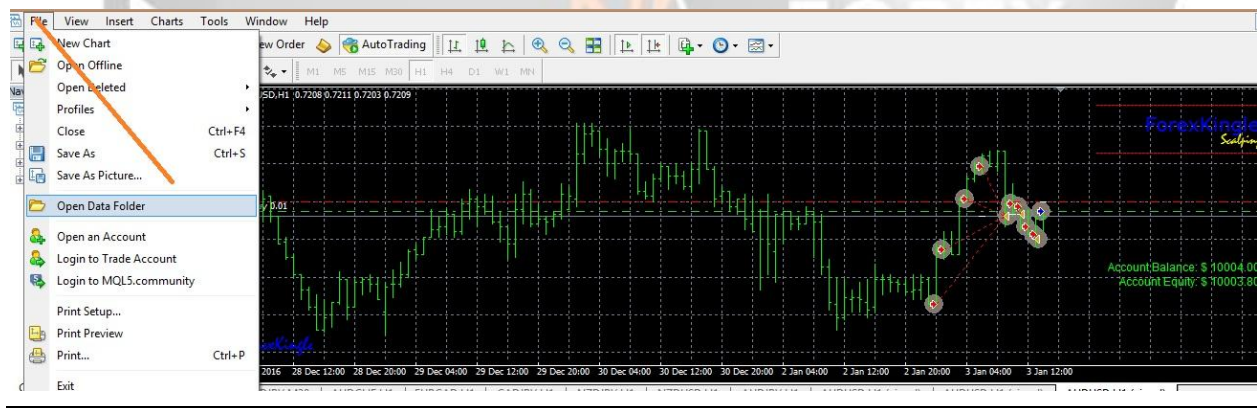 File View Insert Charts Tools Window Help
New Chart
ew Order AutoTrading
Open Offline
M1 M5 M15 M30 H1 H4 D1 W1 MN
Open Deleted
SD,H1 0.7208 0.7211 0.7203 0.7209
Profiles
Close Ctrl+F4
Save As Ctrl+S
Save As Picture...
Open Data Folder
Open an Account
Login to Trade Account
Login to MQL5.community
Print Setup...
Print Preview
Print... Ctrl+P
Exit
ForexKingle
Scalpin
y 0.01
Account Balance: $ 10004.00
Account Equity: $ 10003.80
2016 28 Dec 12:00 28 Dec 20:00 29 Dec 04:00 29 Dec 12:00 29 Dec 20:00 30 Dec 04:00 30 Dec 12:00 30 Dec 20:00 2 Jan 04:00 2 Jan 12:00 2 Jan 20:00 3 Jan 04:00 3 Jan 12:00